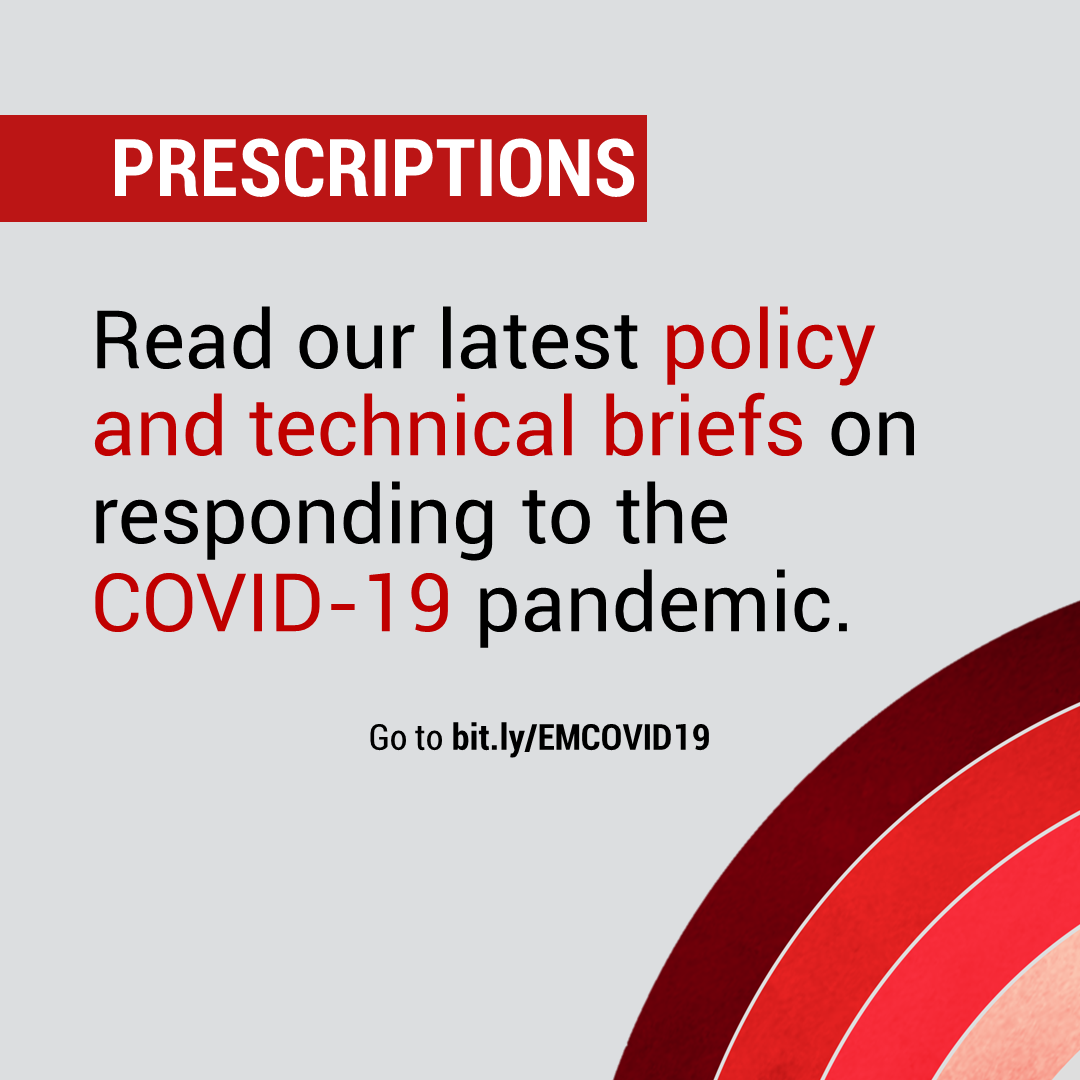 PRESCRIPTIONS
Read our latest policy
and technical briefs on
responding to the
COVID-19 pandemic.
Go to bit.ly/EMCOVID19